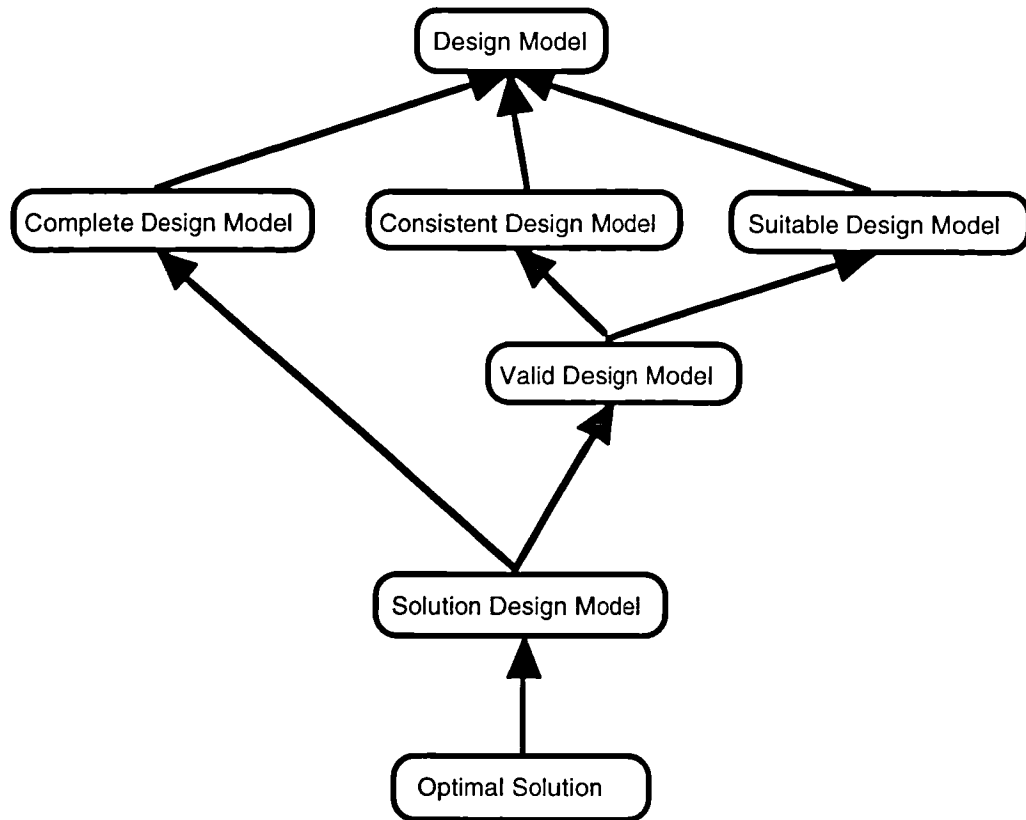 Design Model
Complete Design Model
Consistent Design Model
Suitable Design Model
Valid Design Model
Solution Design Model
Optimal Solution